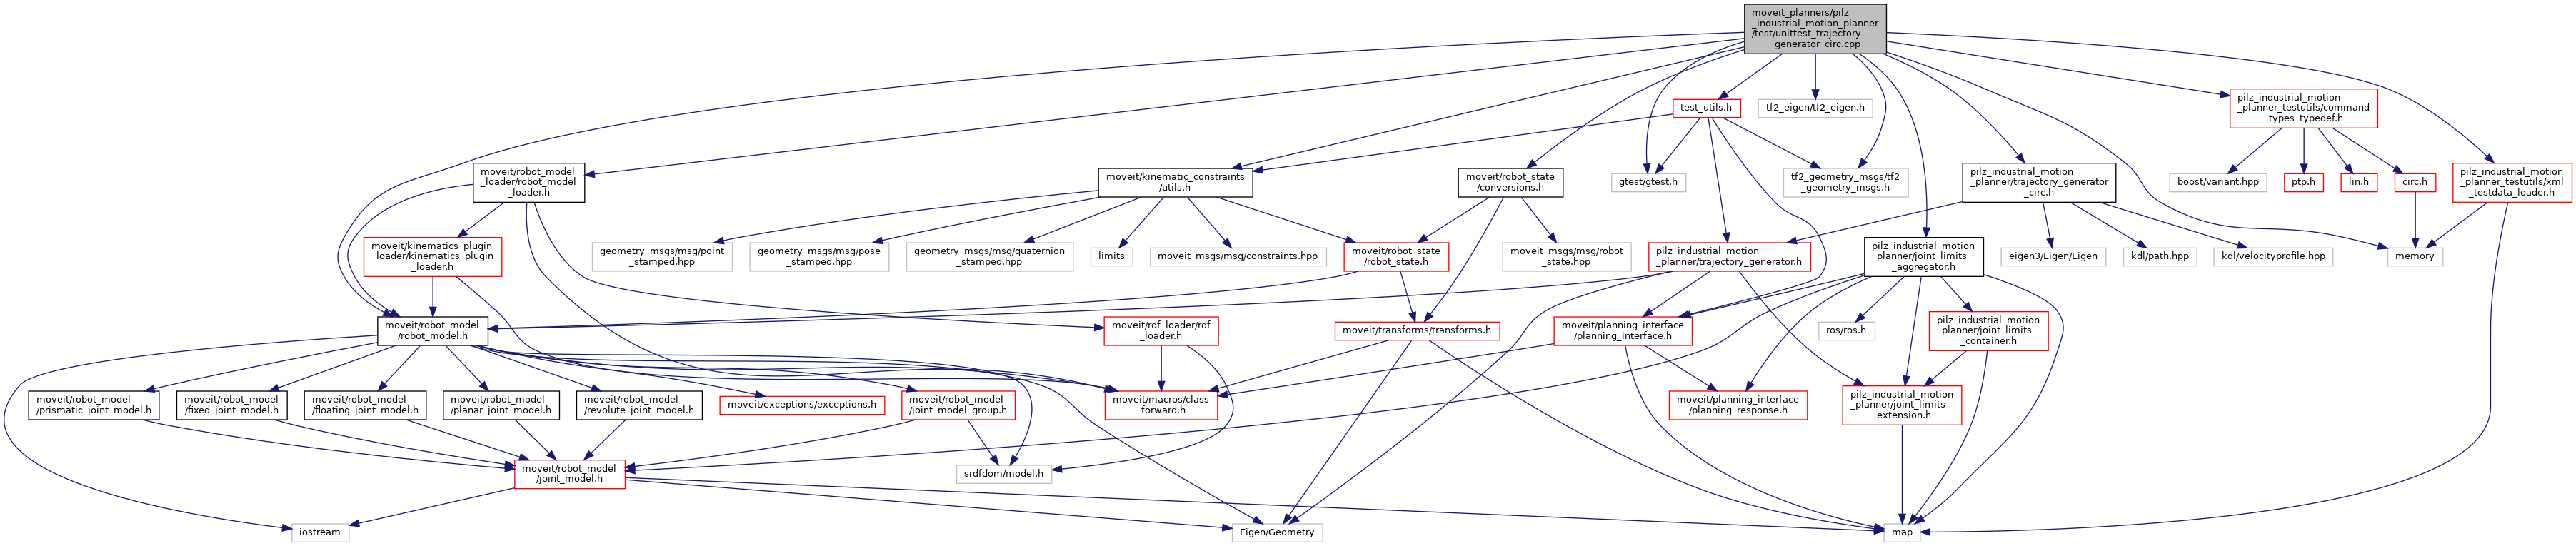 moveit_planners/pilz
_industrial_motion_planner
/test/unittest_trajectory
_generator_circ.cpp
test_utils.h
tf2_eigen/tf2_eigen.h
pilz_industrial_motion
_planner_testutils/command
_types_typedef.h
moveit/robot_model
_loader/robot_model
_loader.h
moveit/kinematic_constraints
/utils.h
moveit/robot_state
/conversions.h
gtest/gtest.h
tf2_geometry_msgs/tf2
_geometry_msgs.h
pilz_industrial_motion
_planner/trajectory_generator
_circ.h
boost/variant.hpp
ptp.h
lin.h
circ.h
pilz_industrial_motion
_planner_testutils/xml
_testdata_loader.h
moveit/kinematics_plugin
_loader/kinematics_plugin
_loader.h
geometry_msgs/msg/point
_stamped.hpp
geometry_msgs/msg/pose
_stamped.hpp
geometry_msgs/msg/quaternion
_stamped.hpp
limits
moveit_msgs/msg/constraints.hpp
moveit/robot_state
/robot_state.h
moveit_msgs/msg/robot
_state.hpp
pilz_industrial_motion
_planner/trajectory_generator.h
pilz_industrial_motion
_planner/joint_limits
_aggregator.h
eigen3/Eigen/Eigen
kdl/path.hpp
kdl/velocityprofile.hpp
memory
moveit/robot_model
/robot_model.h
moveit/rdf_loader/rdf
_loader.h
moveit/transforms/transforms.h
moveit/planning_interface
/planning_interface.h
ros/ros.h
pilz_industrial_motion
_planner/joint_limits
_container.h
moveit/robot_model
/prismatic_joint_model.h
moveit/robot_model
/fixed_joint_model.h
moveit/robot_model
/floating_joint_model.h
moveit/robot_model
/planar_joint_model.h
moveit/robot_model
/revolute_joint_model.h
moveit/exceptions/exceptions.h
moveit/robot_model
/joint_model_group.h
moveit/macros/class
_forward.h
moveit/planning_interface
/planning_response.h
pilz_industrial_motion
_planner/joint_limits
_extension.h
moveit/robot_model
/joint_model.h
srdfdom/model.h
iostream
Eigen/Geometry
map